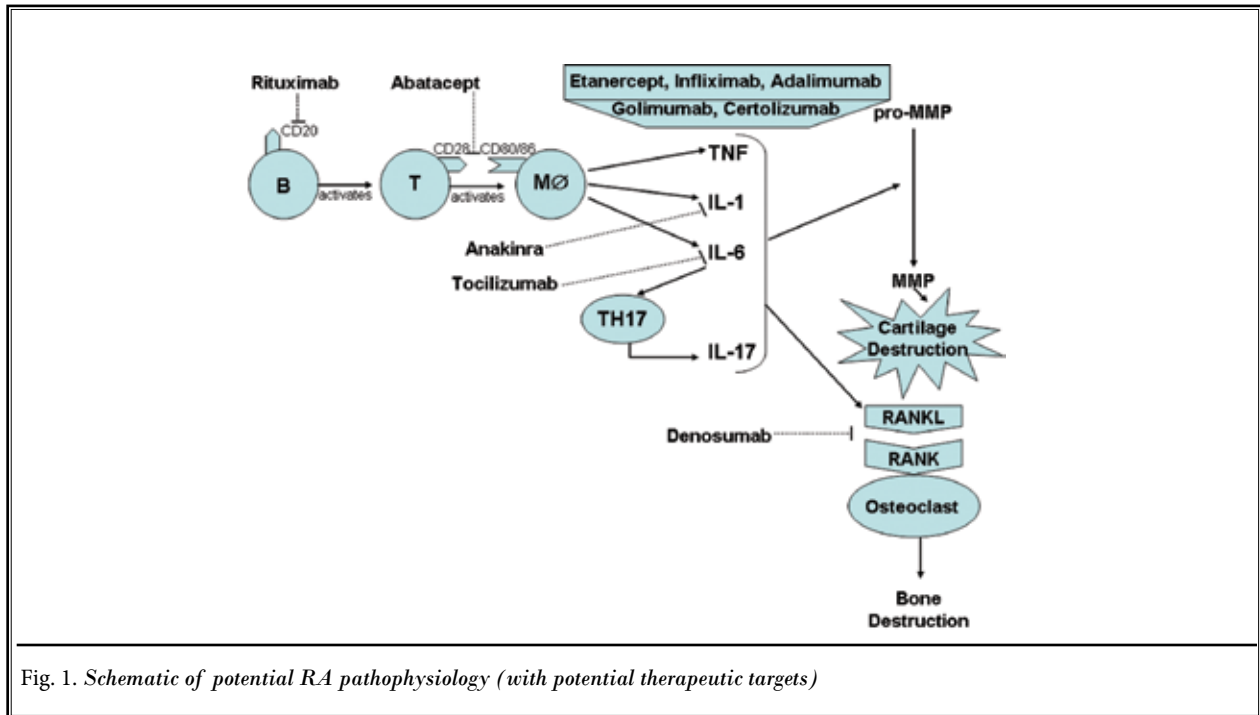 Rituximab
Abatacept
Etanercept, Infliximab, Adalimumab
Golimumab, Certolizumab
pro-MMP
CD20
CD28
CD80/86
TNF
B
activates
T
activates
MØ
IL-1
Anakinra
IL-6
Tocilizumab
MMP
TH17
Cartilage
Destruction
IL-17
RANKL
Denosumab
RANK
Osteoclast
Bone
Destruction
Fig. 1. Schematic of potential RA pathophysiology (with potential therapeutic targets)